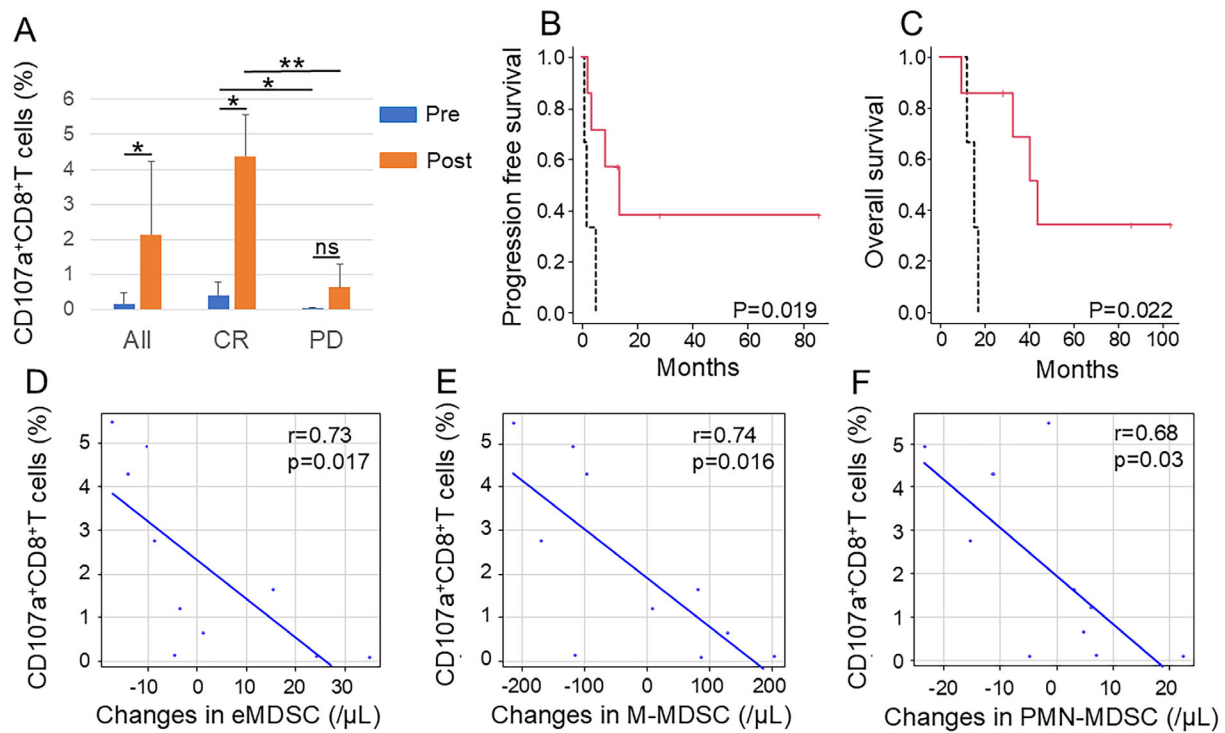 A
CD107a⁺CD8⁺T cells (%)
6
5
4
3
2
1
0
*
*
*
**
ns
All
CR
PD
Pre
Post
B
Progression free survival
1.0
0.8
0.6
0.4
0.2
0.0
0
20
40
60
80
P=0.019
Months
C
Overall survival
1.0
0.8
0.6
0.4
0.2
0.0
0
20
40
60
80
100
P=0.022
Months
D
CD107a⁺CD8⁺T cells (%)
5
4
3
2
1
0
r=0.73
p=0.017
-10
0
10
20
30
Changes in eMDSC (/µL)
E
CD107a⁺CD8⁺T cells (%)
5
4
3
2
1
0
r=0.74
p=0.016
-200
-100
0
100
200
Changes in M-MDSC (/µL)
F
CD107a⁺CD8⁺T cells (%)
5
4
3
2
1
0
r=0.68
p=0.03
-20
-10
0
10
20
Changes in PMN-MDSC (/µL)